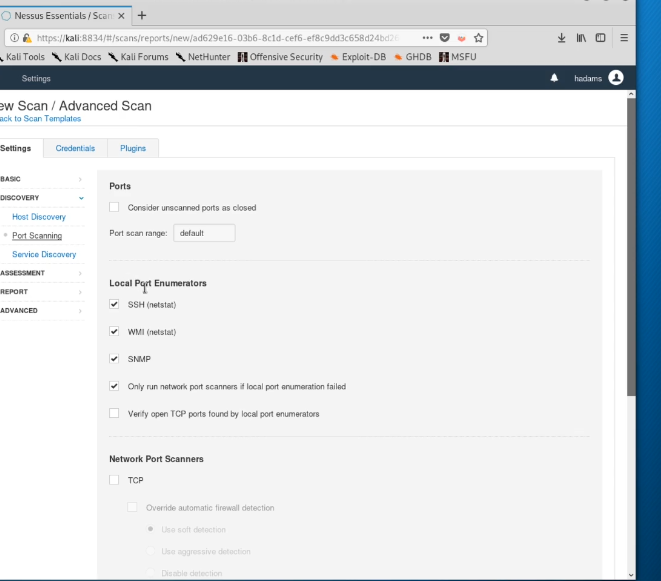 Nessus Essentials / Scan
https://kali:8834/#/scans/reports/new/ad629e16-03b6-8c1d-cef6-ef8c9dd3c658d24bd26
Kali Tools Kali Docs Kali Forums NetHunter Offensive Security Exploit-DB GHDB MSFU
Settings hadams
ew Scan / Advanced Scan
ack to Scan Templates
Settings Credentials Plugins
BASIC
DISCOVERY
Host Discovery
Port Scanning
Service Discovery
ASSESSMENT
REPORT
ADVANCED
Ports
Consider unscanned ports as closed
Port scan range: default
Local Port Enumerators
SSH (netstat)
WMI (netstat)
SNMP
Only run network port scanners if local port enumeration failed
Verify open TCP ports found by local port enumerators
Network Port Scanners
TCP
Override automatic firewall detection
Use soft detection
Use aggressive detection
Disable detection